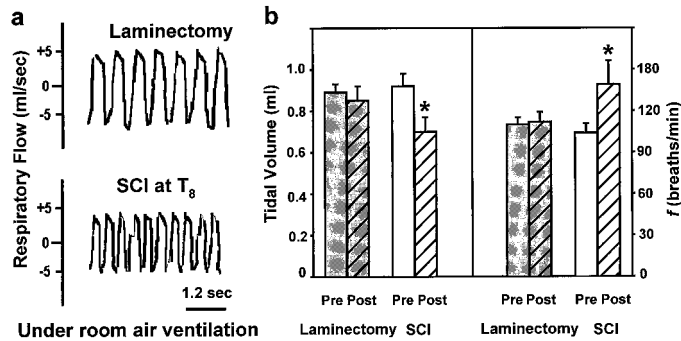 a
Laminectomy
+5
0
-5
SCI at T8
+5
0
-5
Respiratory Flow (ml/sec)
1.2 sec
Under room air ventilation
b
Tidal Volume (ml)
1.0
0.8
0.6
0.4
0.2
0
*
*
180
150
120
90
60
30
0
f (breaths/min)
Pre Post Pre Post Pre Post Pre Post
Laminectomy SCI Laminectomy SCI